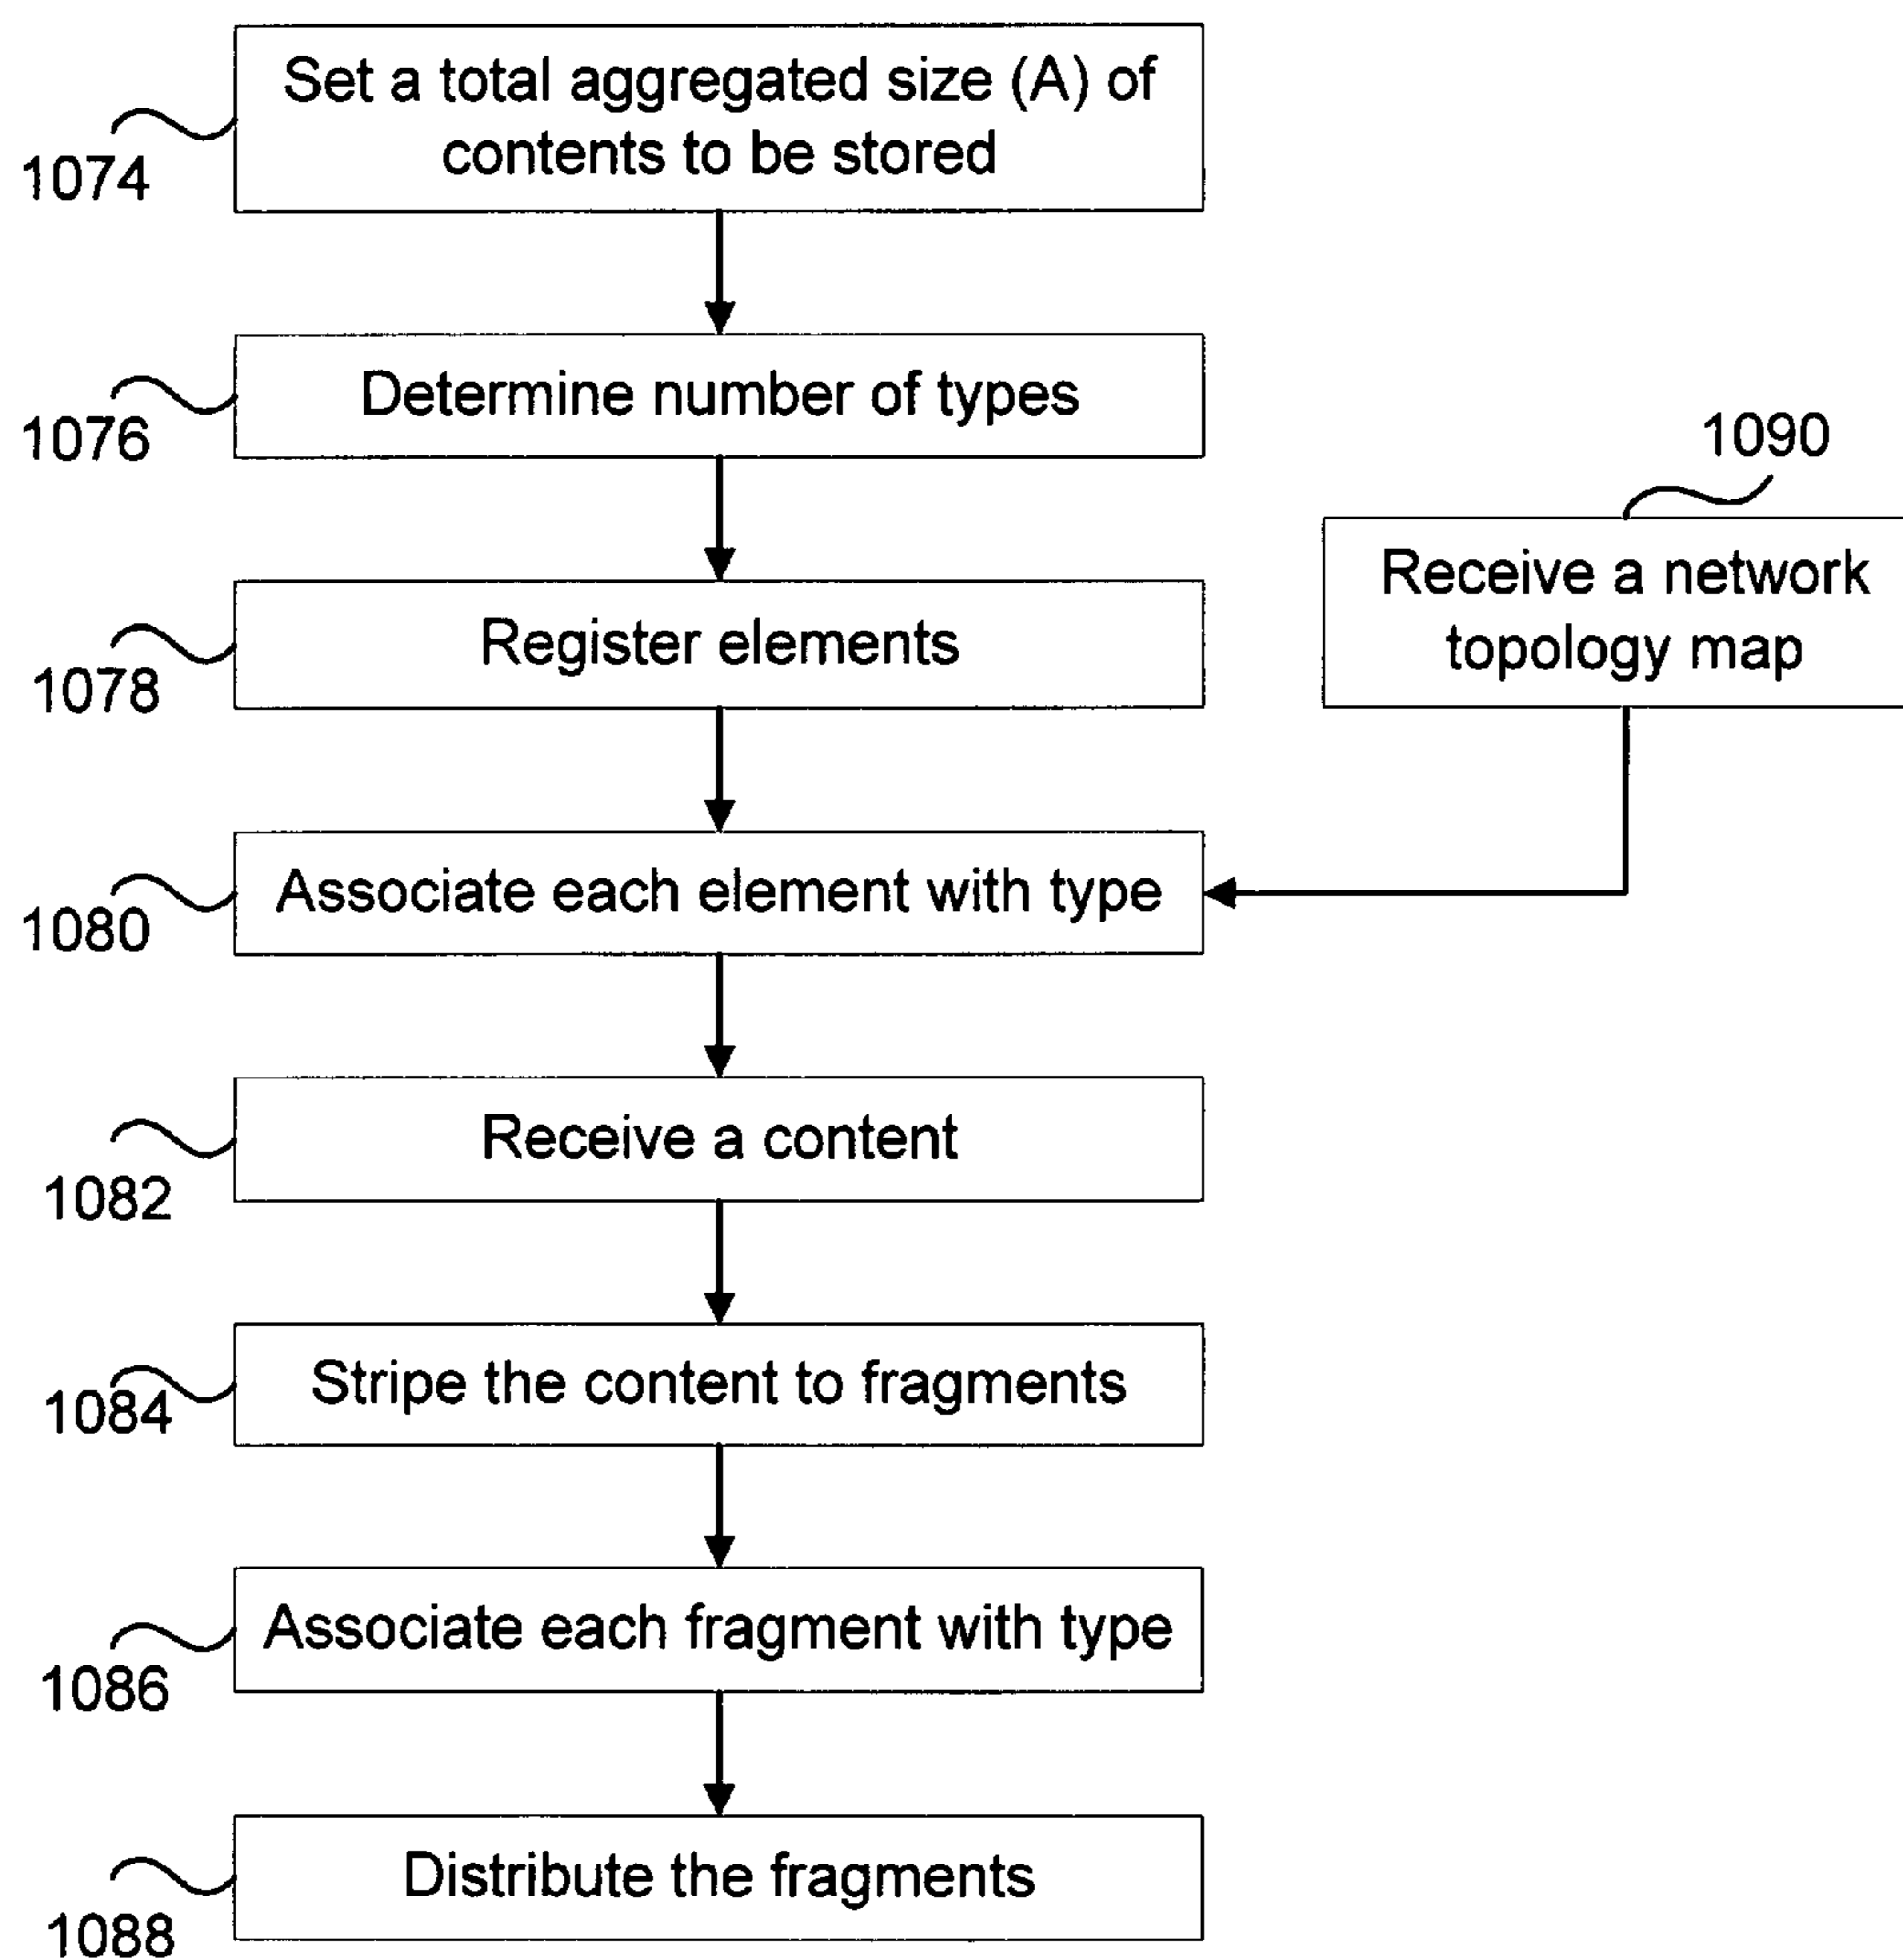 Set a total aggregated size (A) of
contents to be stored
1074
Determine number of types
1076
1090
Receive a network
topology map
Register elements
1078
Associate each element with type
1080
Receive a content
1082
Stripe the content to fragments
1084
Associate each fragment with type
1086
Distribute the fragments
1088